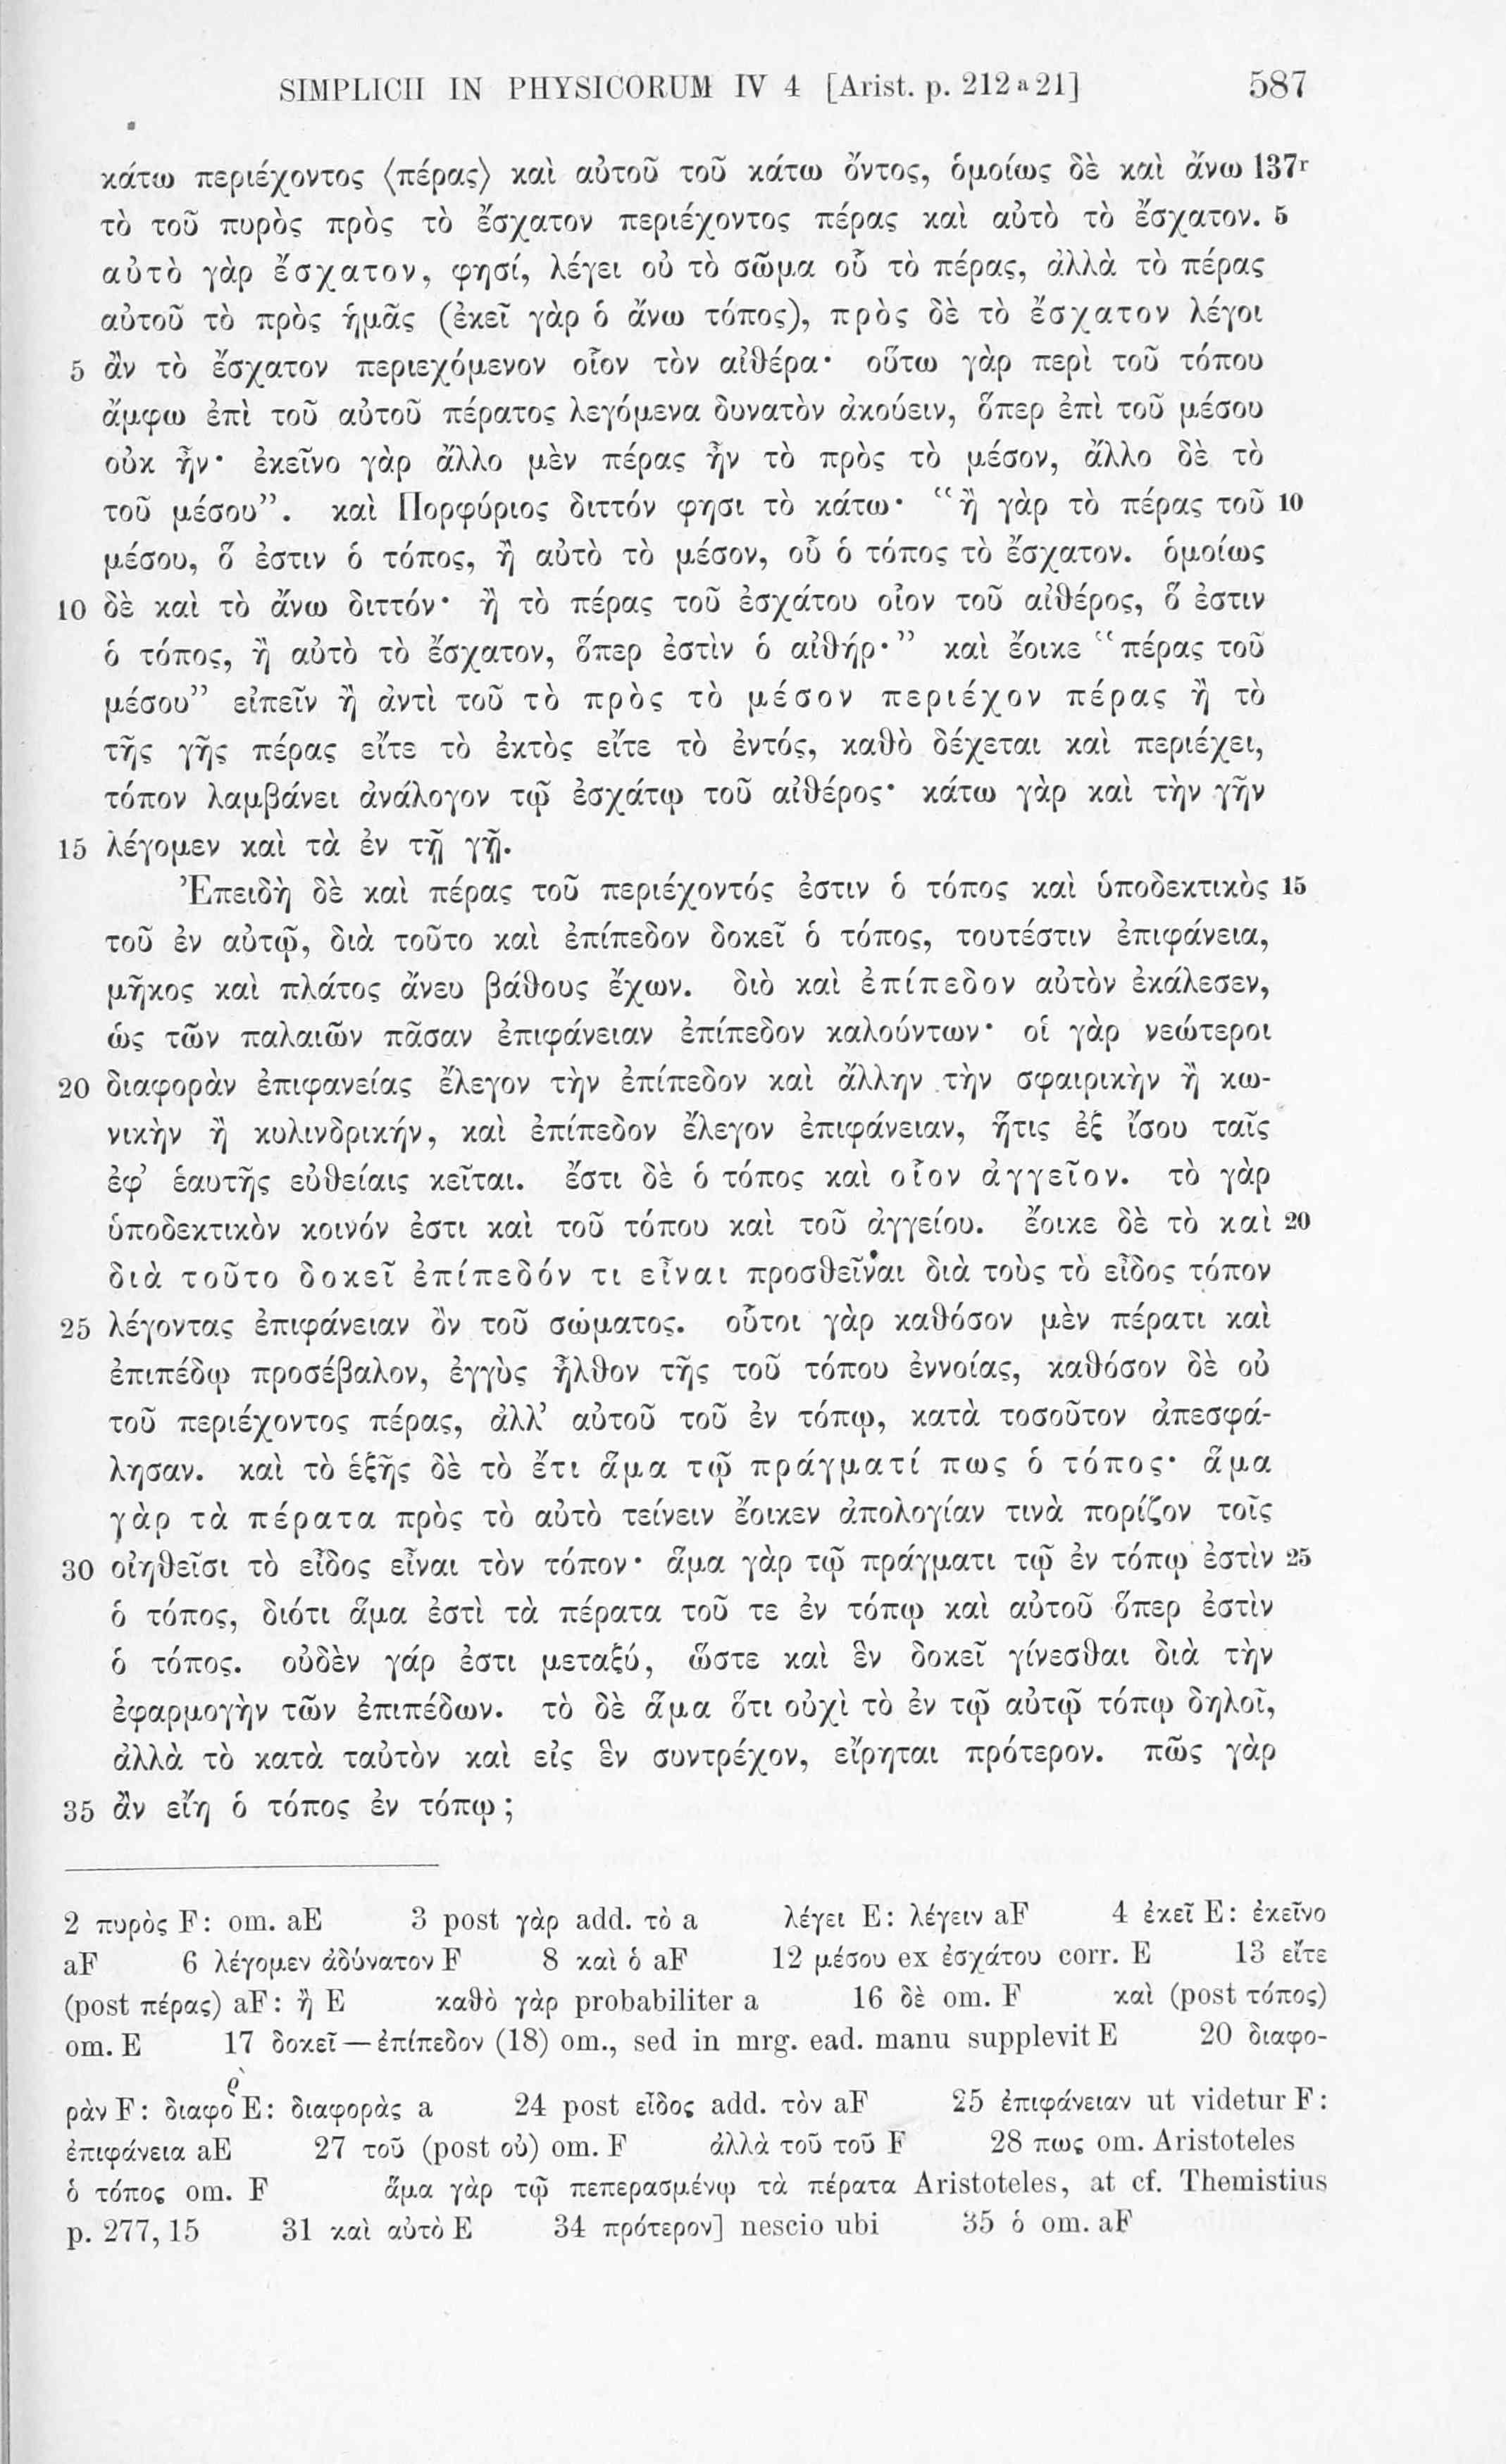 SIMPLICII IN PHYSICORUM IV 4 [Arist. p. 212 a 21] 587
κάτω περιέχοντος ⟨πέρας⟩ καὶ αὐτοῦ τοῦ κάτω ὄντος, ὁμοίως δὲ καὶ ἄνω 137r
τὸ τοῦ πυρὸς πρὸς τὸ ἔσχατον περιέχοντος πέρας καὶ αὐτὸ τὸ ἔσχατον. 5
αὐτὸ γὰρ ἔσχατον, φησί, λέγει οὐ τὸ σῶμα οὗ τὸ πέρας, ἀλλὰ τὸ πέρας
αὐτοῦ τὸ πρὸς ἡμᾶς (ἐκεῖ γὰρ ὁ ἄνω τόπος), πρὸς δὲ τὸ ἔσχατον λέγοι
5 ἂν τὸ ἔσχατον περιεχόμενον οἷον τὸν αἰθέρα· οὕτω γὰρ περὶ τοῦ τόπου
ἄμφω ἐπὶ τοῦ αὐτοῦ πέρατος λεγόμενα δυνατὸν ἀκούειν, ὅπερ ἐπὶ τοῦ μέσου
οὐκ ἦν· ἐκεῖνο γὰρ ἄλλο μὲν πέρας ἦν τὸ πρὸς τὸ μέσον, ἄλλο δὲ τὸ
τοῦ μέσου”. καὶ Πορφύριος διττόν φησι τὸ κάτω· “ἢ γὰρ τὸ πέρας τοῦ 10
μέσου, ὅ ἐστιν ὁ τόπος, ἢ αὐτὸ τὸ μέσον, οὗ ὁ τόπος τὸ ἔσχατον. ὁμοίως
10 δὲ καὶ τὸ ἄνω διττόν· ἢ τὸ πέρας τοῦ ἐσχάτου οἷον τοῦ αἰθέρος, ὅ ἐστιν
ὁ τόπος, ἢ αὐτὸ τὸ ἔσχατον, ὅπερ ἐστὶν ὁ αἰθήρ·” καὶ ἔοικε “πέρας τοῦ
μέσου” εἰπεῖν ἢ ἀντὶ τοῦ τὸ πρὸς τὸ μέσον περιέχον πέρας ἢ τὸ
τῆς γῆς πέρας εἴτε τὸ ἐκτὸς εἴτε τὸ ἐντός, καθὸ δέχεται καὶ περιέχει,
τόπον λαμβάνει ἀνάλογον τῷ ἐσχάτῳ τοῦ αἰθέρος· κάτω γὰρ καὶ τὴν γῆν
15 λέγομεν καὶ τὰ ἐν τῇ γῇ.
Ἐπειδὴ δὲ καὶ πέρας τοῦ περιέχοντός ἐστιν ὁ τόπος καὶ ὑποδεκτικὸς 15
τοῦ ἐν αὐτῷ, διὰ τοῦτο καὶ ἐπίπεδον δοκεῖ ὁ τόπος, τουτέστιν ἐπιφάνεια,
μῆκος καὶ πλάτος ἄνευ βάθους ἔχων. διὸ καὶ ἐπίπεδον αὐτὸν ἐκάλεσεν,
ὡς τῶν παλαιῶν πᾶσαν ἐπιφάνειαν ἐπίπεδον καλούντων· οἱ γὰρ νεώτεροι
20 διαφορὰν ἐπιφανείας ἔλεγον τὴν ἐπίπεδον καὶ ἄλλην τὴν σφαιρικὴν ἢ κω-
νικὴν ἢ κυλινδρικήν, καὶ ἐπίπεδον ἔλεγον ἐπιφάνειαν, ἥτις ἐξ ἴσου ταῖς
ἐφ’ ἑαυτῆς εὐθείαις κεῖται. ἔστι δὲ ὁ τόπος καὶ οἷον ἀγγεῖον. τὸ γὰρ
ὑποδεκτικὸν κοινόν ἐστι καὶ τοῦ τόπου καὶ τοῦ ἀγγείου. ἔοικε δὲ τὸ καὶ 20
διὰ τοῦτο δοκεῖ ἐπίπεδόν τι εἶναι προσθεῖναι διὰ τοὺς τὸ εἶδος τόπον
25 λέγοντας ἐπιφάνειαν ὂν τοῦ σώματος. οὗτοι γὰρ καθόσον μὲν πέρατι καὶ
ἐπιπέδῳ προσέβαλον, ἐγγὺς ἦλθον τῆς τοῦ τόπου ἐννοίας, καθόσον δὲ οὐ
τοῦ περιέχοντος πέρας, ἀλλ’ αὐτοῦ τοῦ ἐν τόπῳ, κατὰ τοσοῦτον ἀπεσφά-
λησαν. καὶ τὸ ἑξῆς δὲ τὸ ἔτι ἅμα τῷ πράγματί πως ὁ τόπος· ἅμα
γὰρ τὰ πέρατα πρὸς τὸ αὐτὸ τείνειν ἔοικεν ἀπολογίαν τινὰ πορίζον τοῖς
30 οἰηθεῖσι τὸ εἶδος εἶναι τὸν τόπον· ἅμα γὰρ τῷ πράγματι τῷ ἐν τόπῳ ἐστὶν 25
ὁ τόπος, διότι ἅμα ἐστὶ τὰ πέρατα τοῦ τε ἐν τόπῳ καὶ αὐτοῦ ὅπερ ἐστὶν
ὁ τόπος. οὐδὲν γάρ ἐστι μεταξύ, ὥστε καὶ ἓν δοκεῖ γίνεσθαι διὰ τὴν
ἐφαρμογὴν τῶν ἐπιπέδων. τὸ δὲ ἅμα ὅτι οὐχὶ τὸ ἐν τῷ αὐτῷ τόπῳ δηλοῖ,
ἀλλὰ τὸ κατὰ ταὐτὸν καὶ εἰς ἓν συντρέχον, εἴρηται πρότερον. πῶς γὰρ
35 ἂν εἴη ὁ τόπος ἐν τόπῳ;
2 πυρὸς F: om. aE 3 post γὰρ add. τὸ a λέγει E: λέγειν aF 4 ἐκεῖ E: ἐκεῖνο
aF 6 λέγομεν ἀδύνατον F 8 καὶ ὁ aF 12 μέσου ex ἐσχάτου corr. E 13 εἴτε
(post πέρας) aF: ἢ E καθὸ γὰρ probabiliter a 16 δὲ om. F καὶ (post τόπος)
om. E 17 δοκεῖ — ἐπίπεδον (18) om., sed in mrg. ead. manu supplevit E 20 διαφο-
ρὰν F: διαφορ̀ E: διαφορὰς a 24 post εἶδος add. τὸν aF 25 ἐπιφάνειαν ut videtur F:
ἐπιφάνεια aE 27 τοῦ (post οὐ) om. F ἀλλὰ τοῦ τοῦ F 28 πως om. Aristoteles
ὁ τόπος om. F ἅμα γὰρ τῷ πεπερασμένῳ τὰ πέρατα Aristoteles, at cf. Themistius
p. 277, 15 31 καὶ αὐτὸ E 34 πρότερον] nescio ubi 35 ὁ om. aF